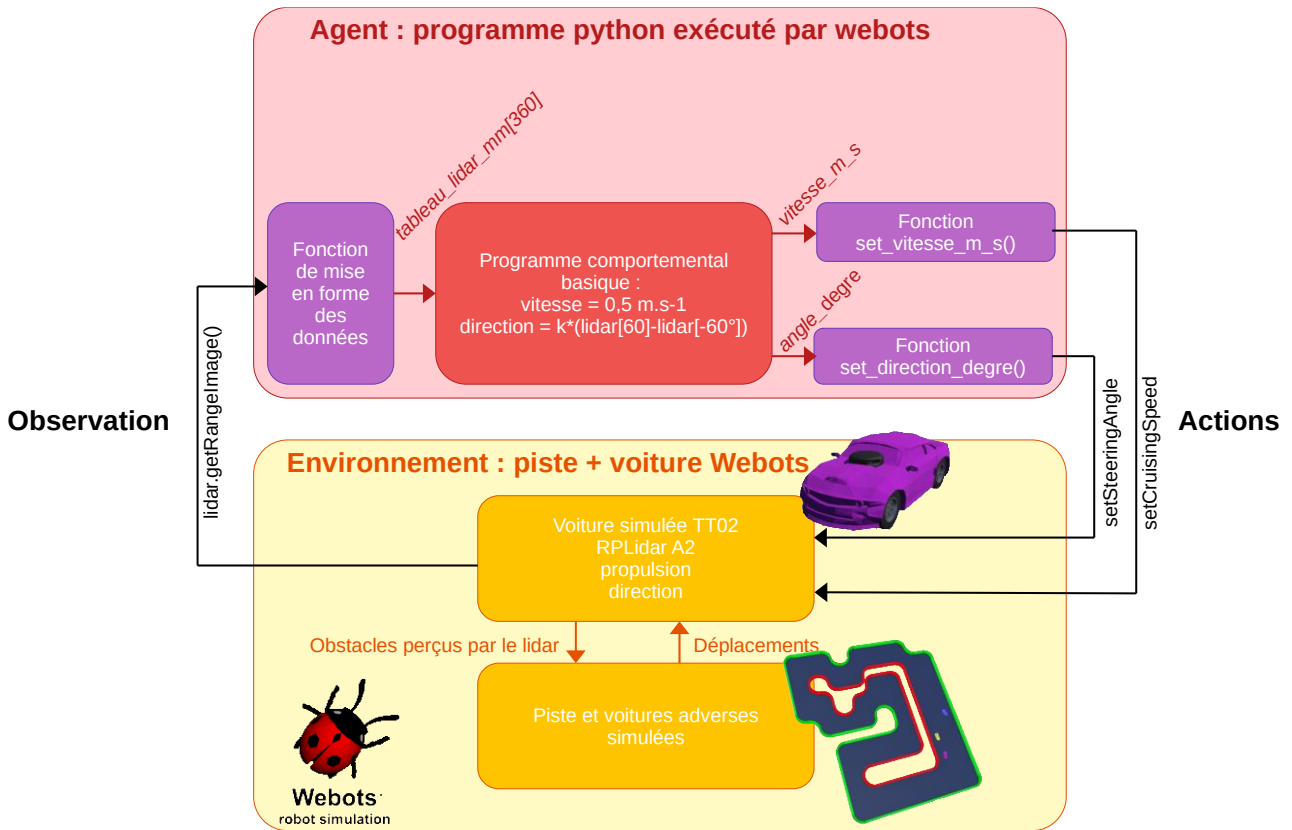 Agent : programme python exécuté par webots
tableau_lidar_mm[360]
vitesse_m_s
Fonction
de mise
en forme
des
données
Programme comportemental
basique :
vitesse = 0,5 m.s-1
direction = k*(lidar[60]-lidar[-60°])
Fonction
set_vitesse_m_s()
angle_degre
Fonction
set_direction_degre()
Observation
lidar.getRangeImage()
setSteeringAngle
setCruisingSpeed
Actions
Environnement : piste + voiture Webots
Voiture simulée TT02
RPLidar A2
propulsion
direction
Obstacles perçus par le lidar
Déplacements
Piste et voitures adverses
simulées
Webots
robot simulation